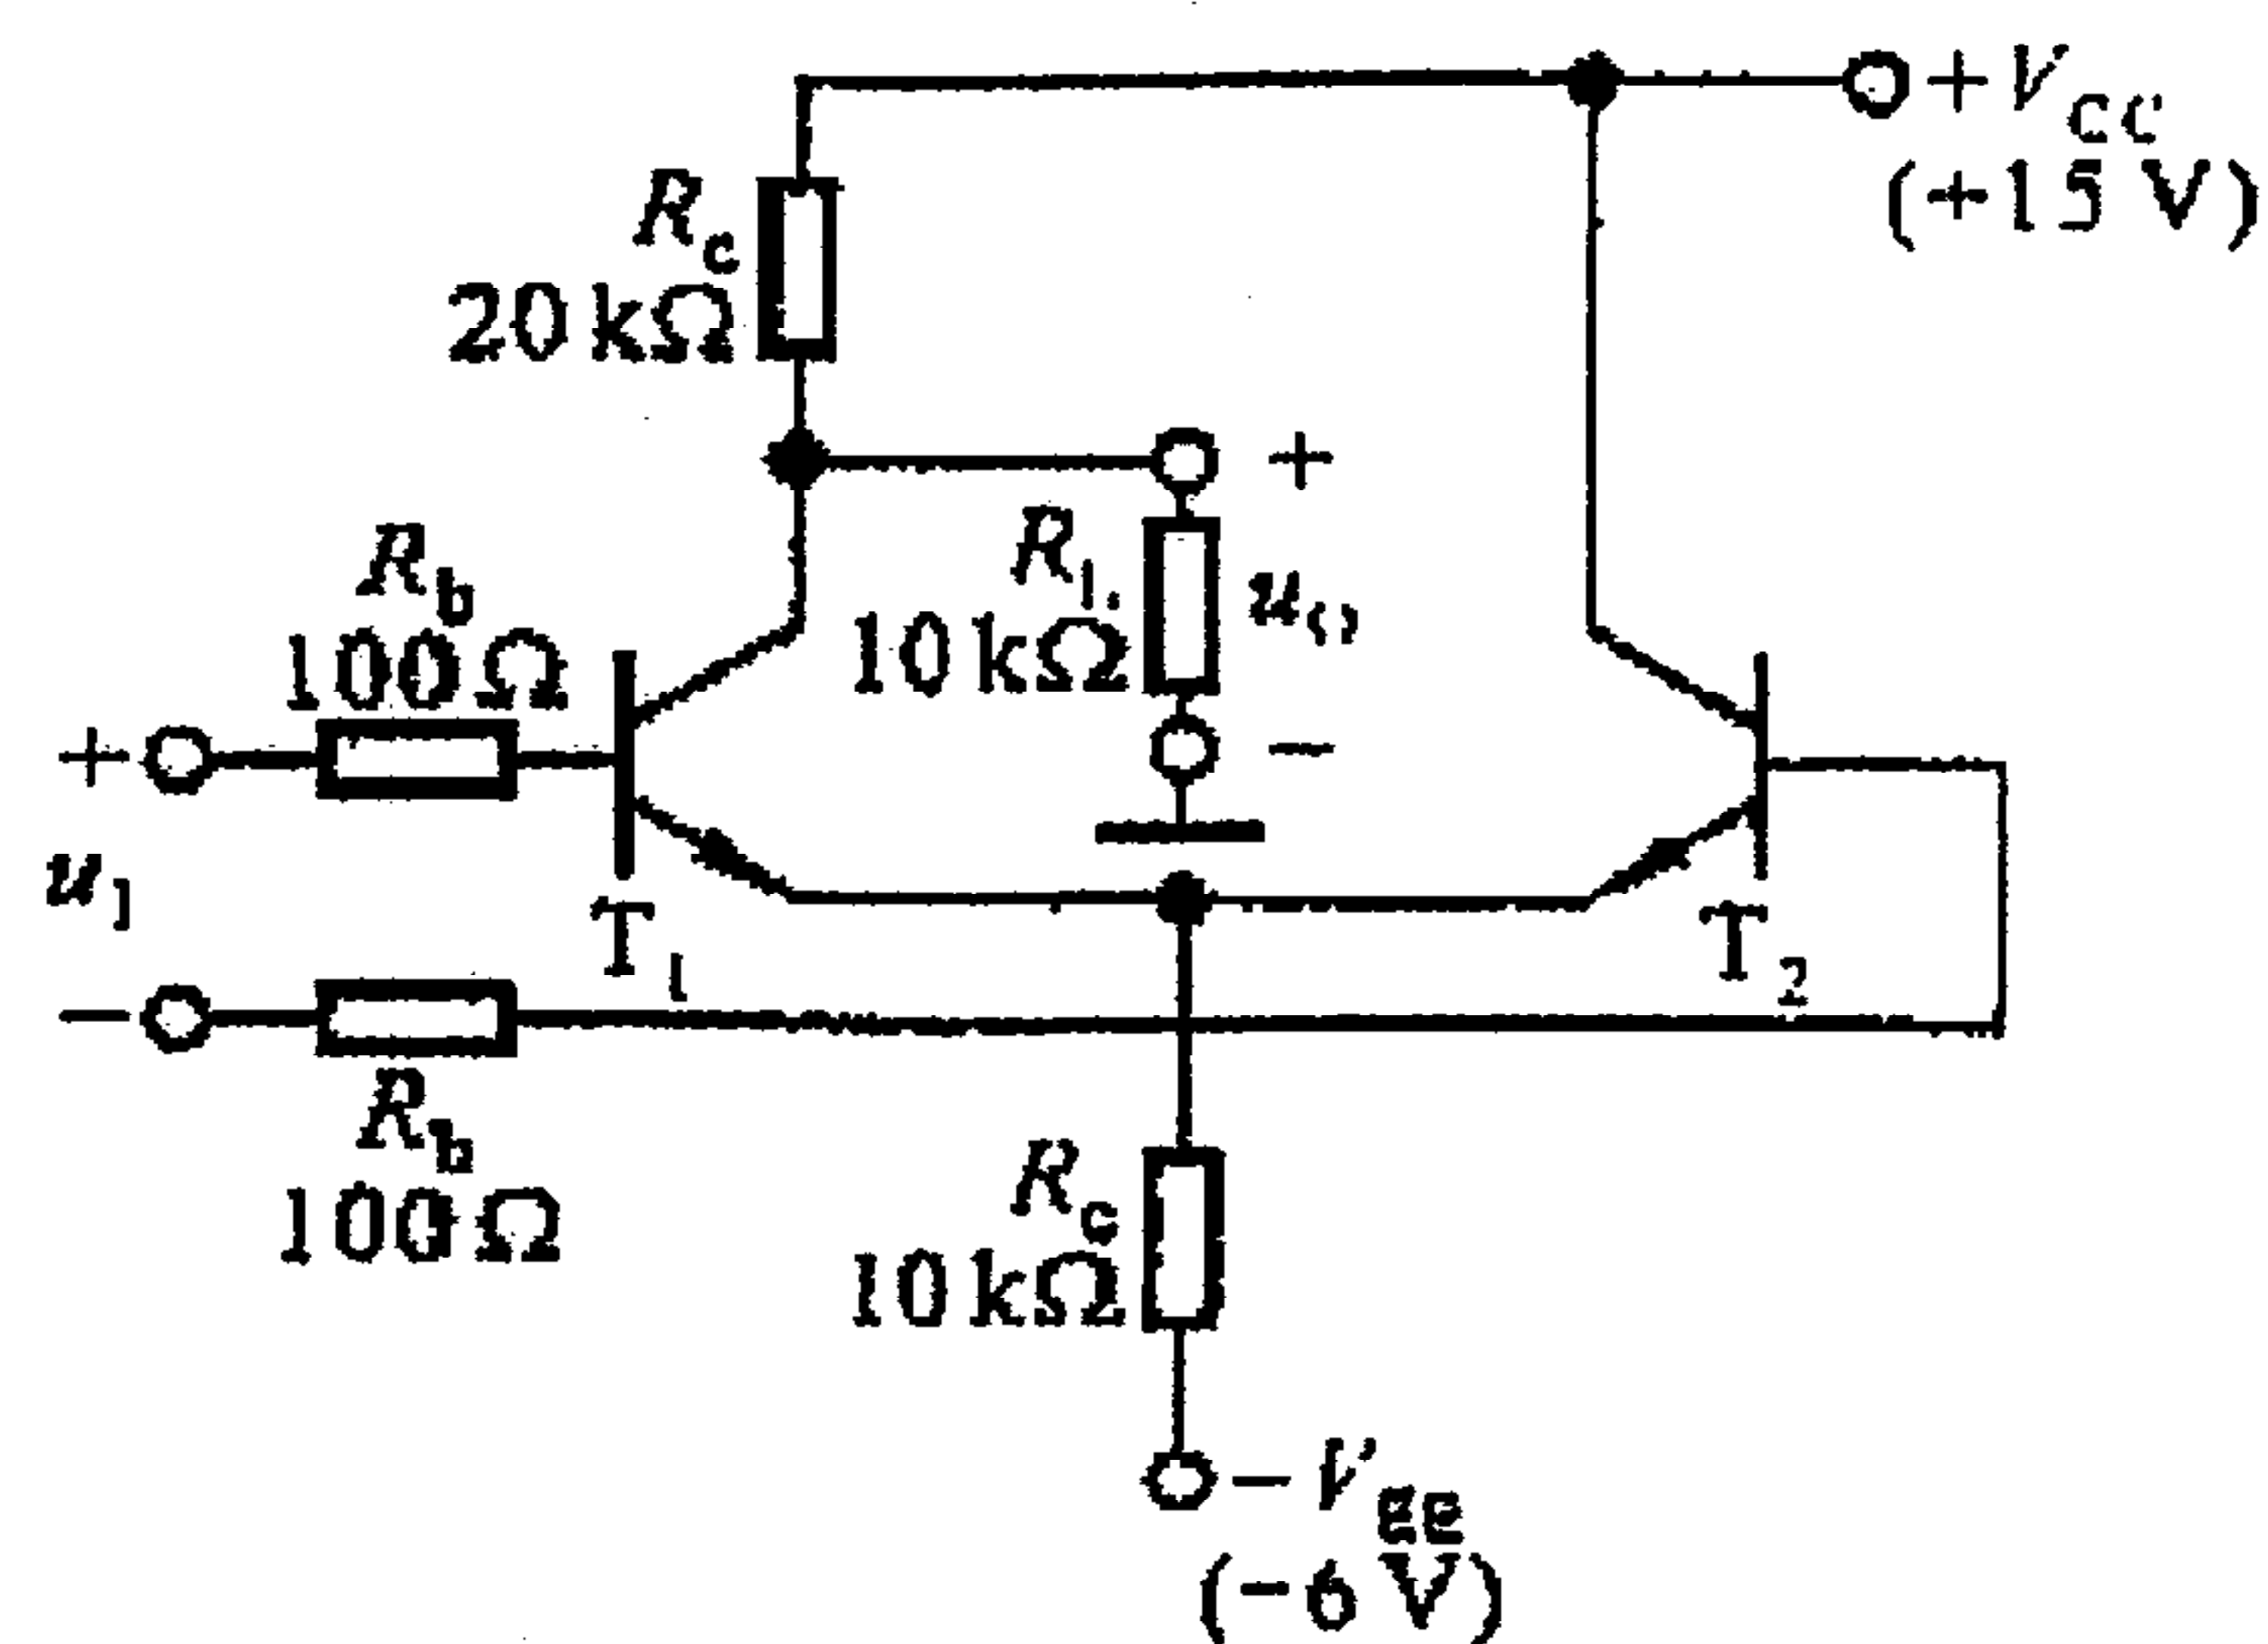 + V_CC
(+15 V)
R_c
20 kΩ
+
R_L
10 kΩ
u_O
−
R_b
100 Ω
+
u_I
−
T_1
T_2
R_b
100 Ω
R_e
10 kΩ
− V_EE
(−6 V)